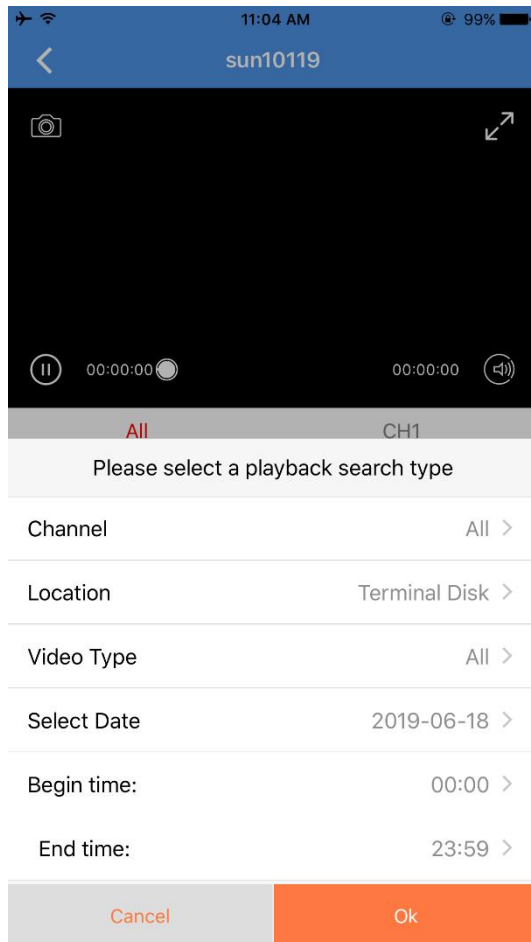 11:04 AM 99%
sun10119
00:00:00 00:00:00
All CH1
Please select a playback search type
Channel All
Location Terminal Disk
Video Type All
Select Date 2019-06-18
Begin time: 00:00
End time: 23:59
Cancel Ok